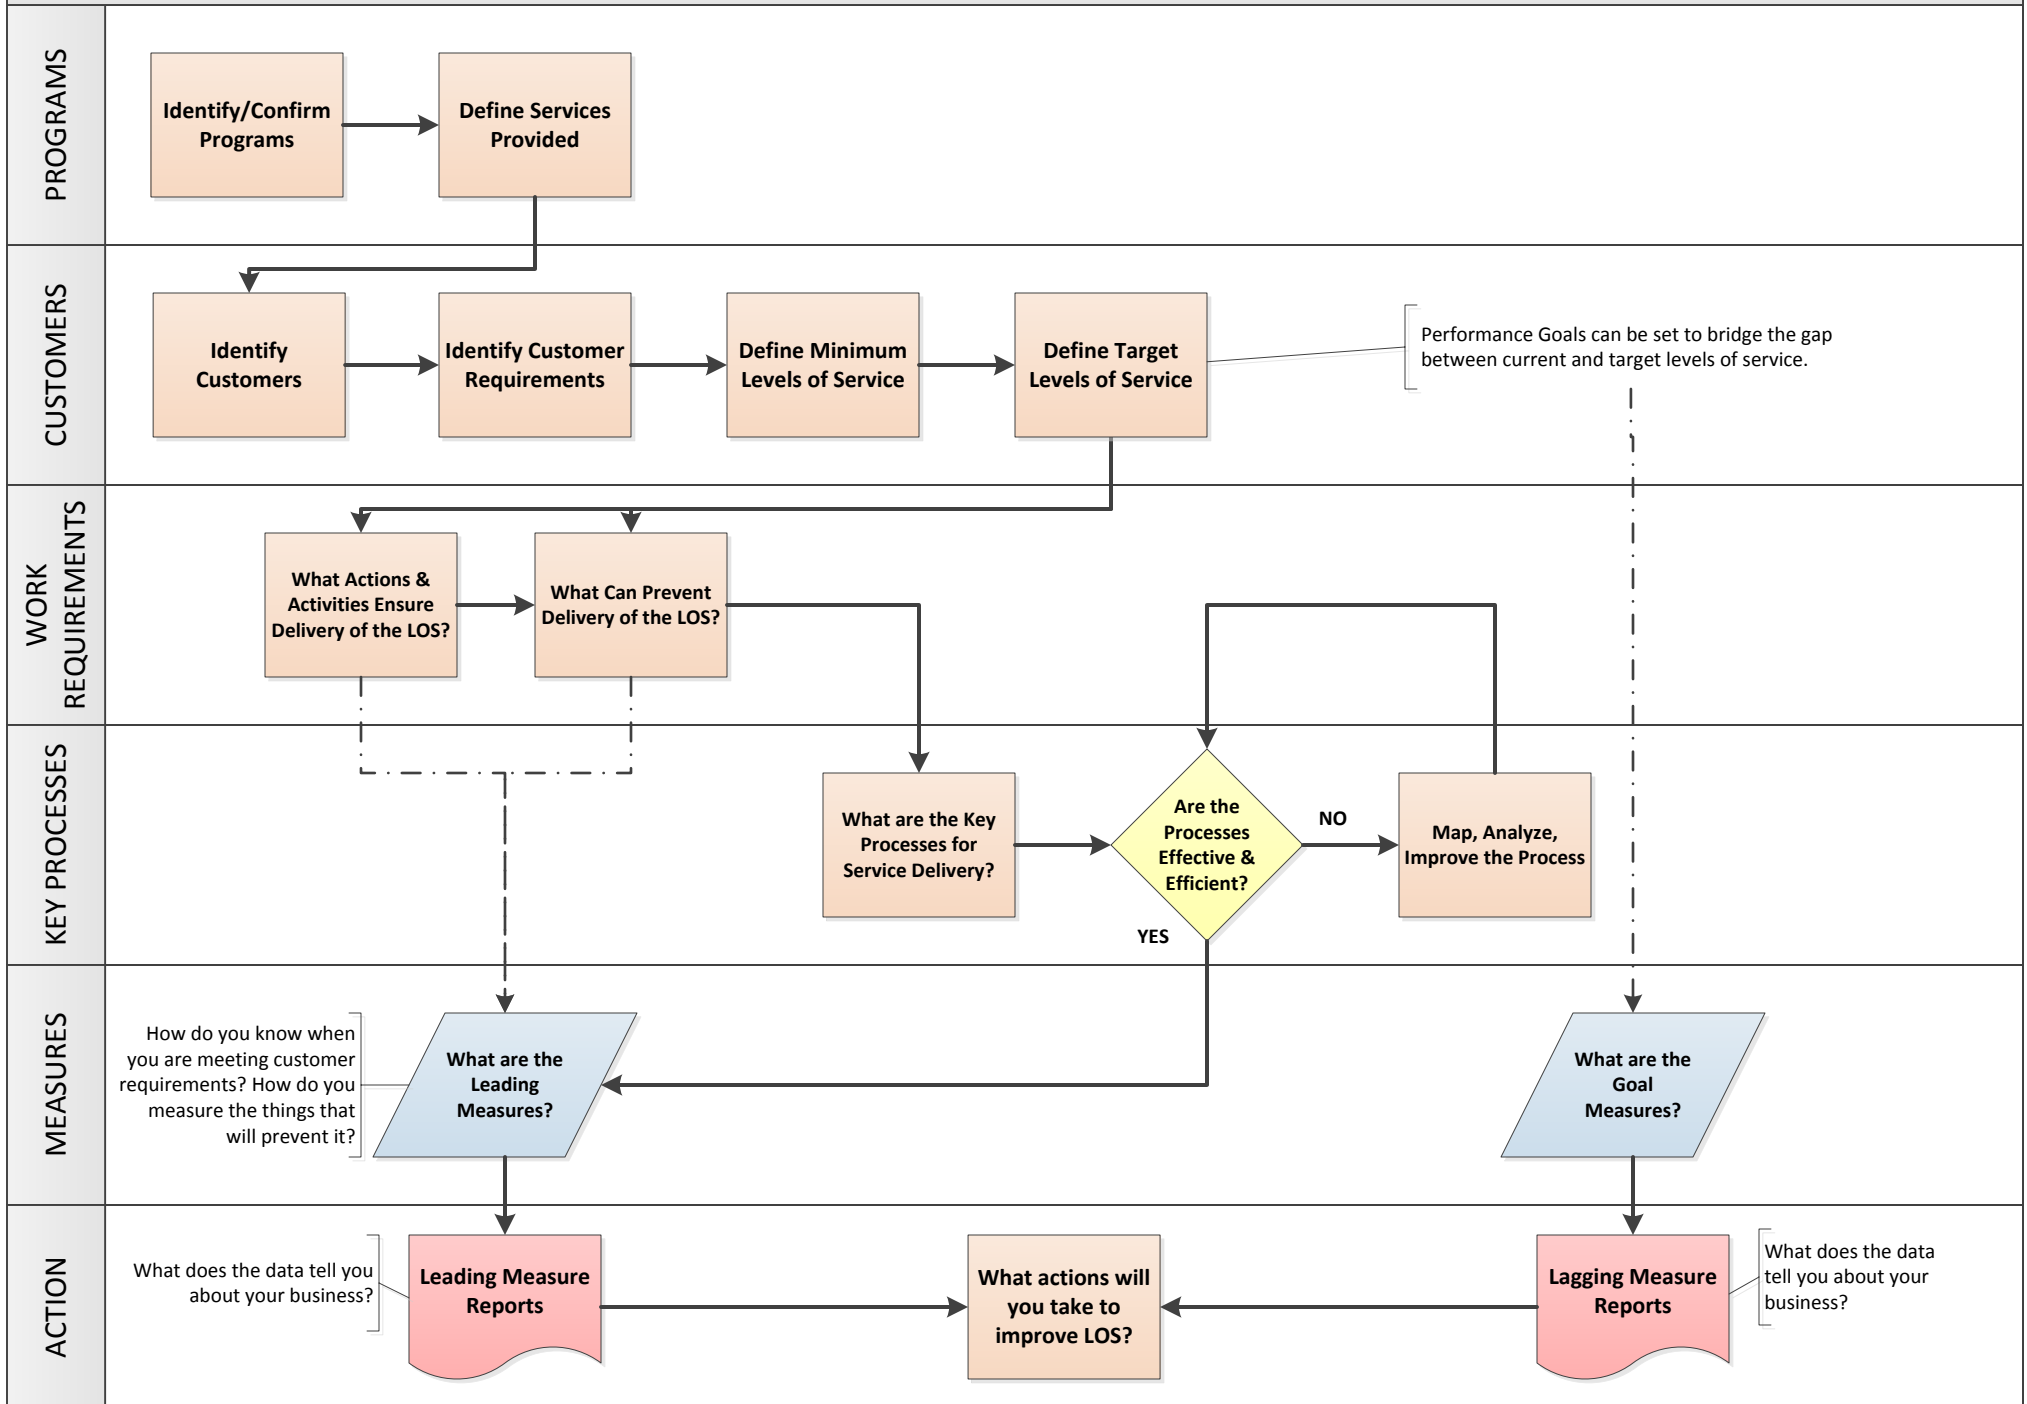 PROGRAMS
Identify/Confirm
Programs
Define Services
Provided
CUSTOMERS
Identify
Customers
Identify Customer
Requirements
Define Minimum
Levels of Service
Define Target
Levels of Service
Performance Goals can be set to bridge the gap
between current and target levels of service.
WORK
REQUIREMENTS
What Actions &
Activities Ensure
Delivery of the LOS?
What Can Prevent
Delivery of the LOS?
KEY PROCESSES
What are the Key
Processes for
Service Delivery?
Are the
Processes
Effective &
Efficient?
NO
YES
Map, Analyze,
Improve the Process
MEASURES
How do you know when
you are meeting customer
requirements? How do you
measure the things that
will prevent it?
What are the
Leading
Measures?
What are the
Goal
Measures?
ACTION
What does the data tell you
about your business?
Leading Measure
Reports
What actions will
you take to
improve LOS?
Lagging Measure
Reports
What does the data
tell you about your
business?